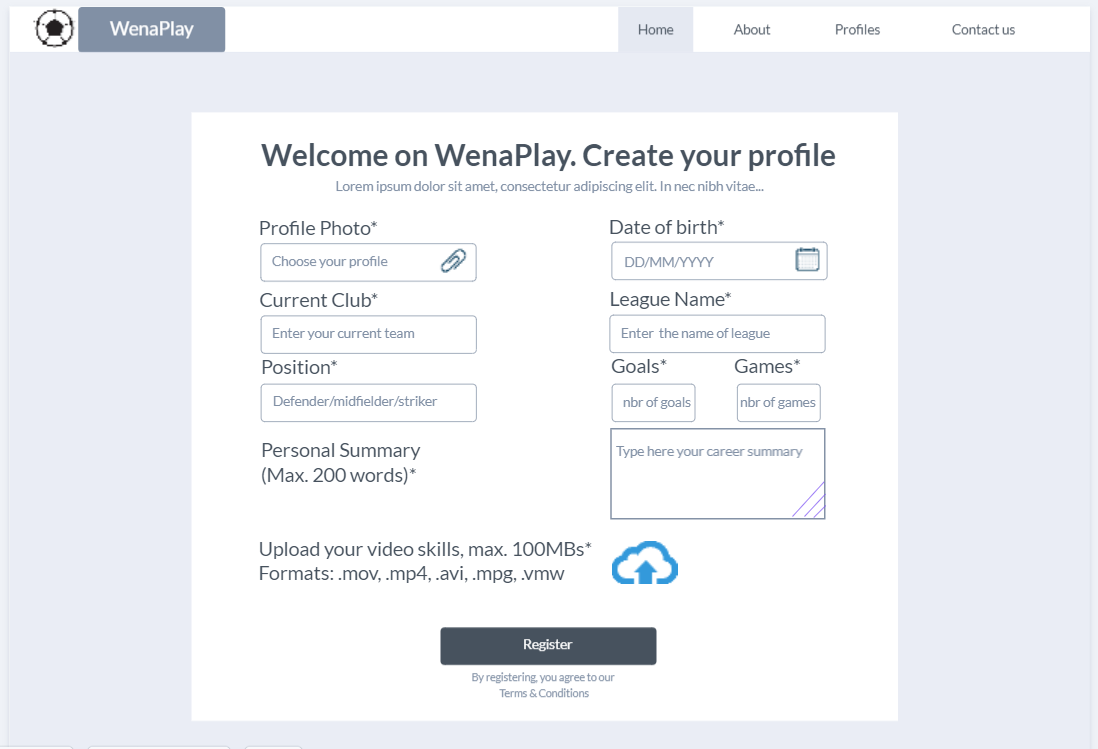 WenaPlay
Home
About
Profiles
Contact us
Welcome on WenaPlay. Create your profile
Lorem ipsum dolor sit amet, consectetur adipiscing elit. In nec nibh vitae...
Profile Photo*
Date of birth*
Choose your profile
DD/MM/YYYY
Current Club*
League Name*
Enter your current team
Enter the name of league
Position*
Goals*
Games*
Defender/midfielder/striker
nbr of goals
nbr of games
Personal Summary
(Max. 200 words)*
Type here your career summary
Upload your video skills, max. 100MBs*
Formats: .mov, .mp4, .avi, .mpg, .vmw
Register
By registering, you agree to our
Terms & Conditions